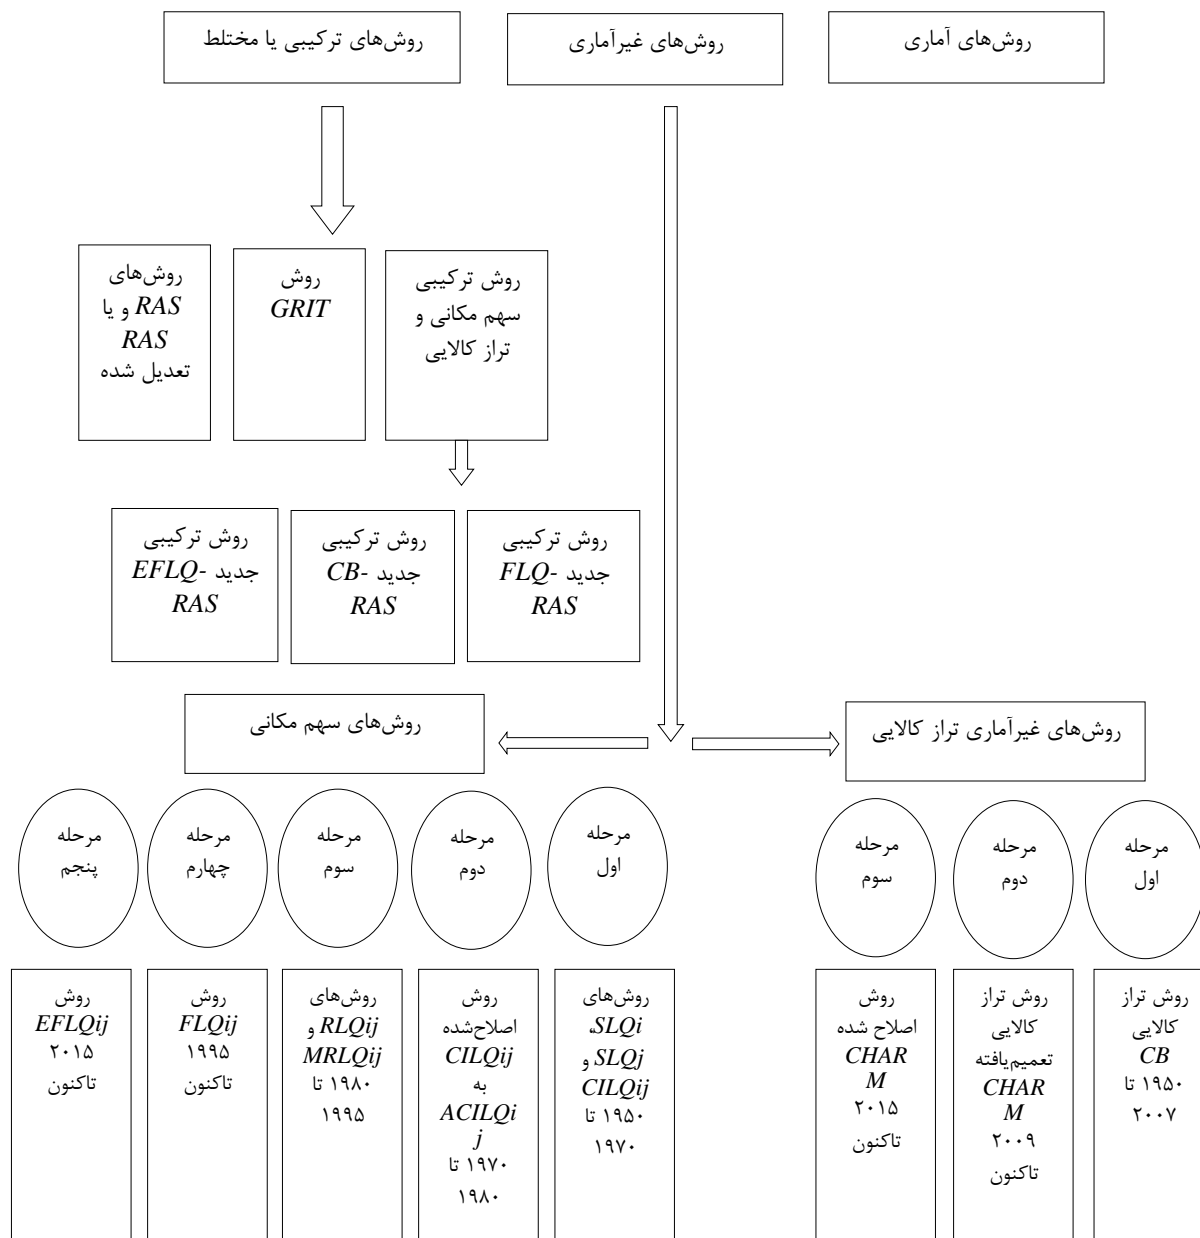 روش‌های آماری
روش‌های غیرآماری
روش‌های ترکیبی یا مختلط
روش ترکیبی
سهم مکانی و
تراز کالایی
روش
GRIT
روش‌های
RAS و یا
RAS
تعدیل شده
روش ترکیبی
جدید FLQ-
RAS
روش ترکیبی
جدید CB-
RAS
روش ترکیبی
جدید EFLQ-
RAS
روش‌های غیرآماری تراز کالایی
روش‌های سهم مکانی
مرحله
اول
مرحله
دوم
مرحله
سوم
مرحله
اول
مرحله
دوم
مرحله
سوم
مرحله
چهارم
مرحله
پنجم
روش تراز
کالایی
CB
۱۹۵۰ تا
۲۰۰۷
روش تراز
کالایی
تعمیم‌یافته
CHAR
M
۲۰۰۹
تاکنون
روش
اصلاح شده
CHAR
M
۲۰۱۵
تاکنون
روش‌های
SLQi،
SLQj و
CILQij
۱۹۵۰ تا
۱۹۷۰
روش
اصلاح‌شده
CILQij
به
ACILQi
j
۱۹۷۰ تا
۱۹۸۰
روش‌های
RLQij و
MRLQij
۱۹۸۰ تا
۱۹۹۵
روش
FLQij
۱۹۹۵
تاکنون
روش
EFLQij
۲۰۱۵
تاکنون